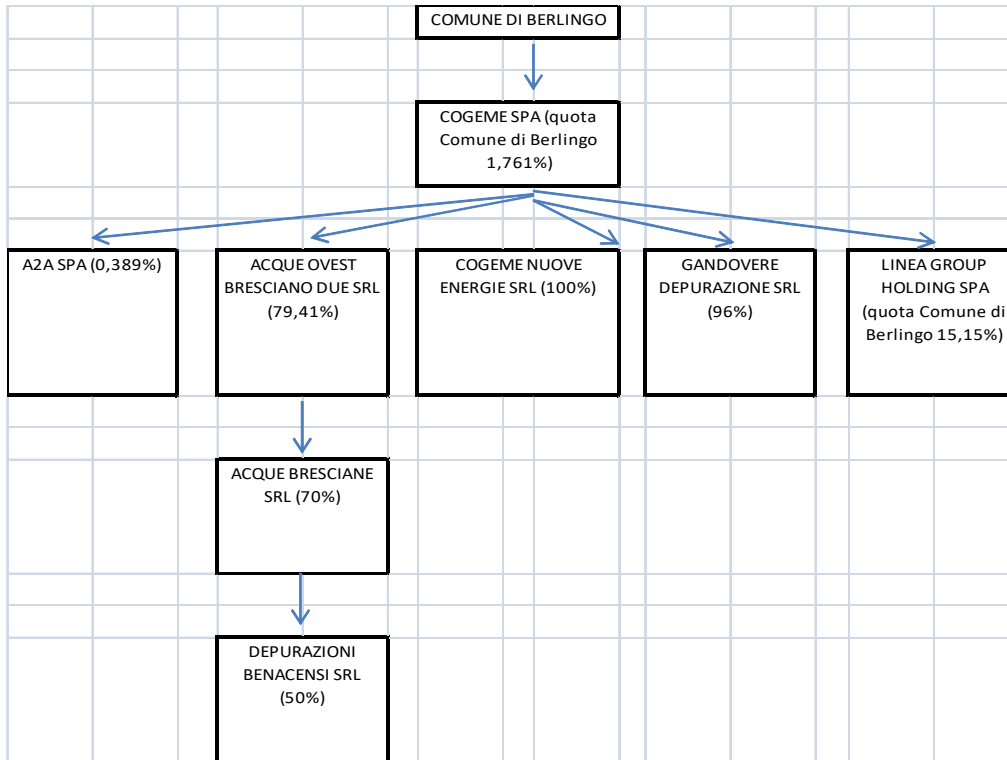 COMUNE DI BERLINGO
COGEME SPA (quota
Comune di Berlingo
1,761%)
A2A SPA (0,389%)
ACQUE OVEST
BRESCIANO DUE SRL
(79,41%)
COGEME NUOVE
ENERGIE SRL (100%)
GANDOVERE
DEPURAZIONE SRL
(96%)
LINEA GROUP
HOLDING SPA
(quota Comune di
Berlingo 15,15%)
ACQUE BRESCIANE
SRL (70%)
DEPURAZIONI
BENACENSI SRL
(50%)